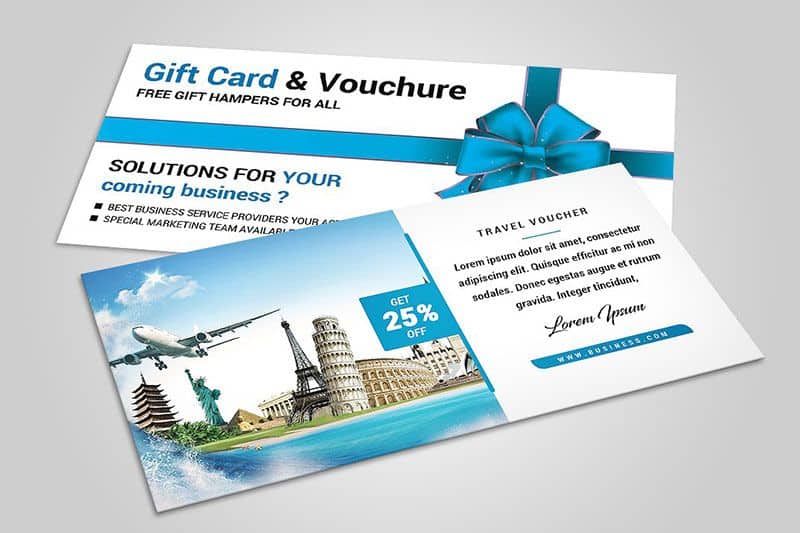 Gift Card & Vouchure
FREE GIFT HAMPERS FOR ALL
SOLUTIONS FOR YOUR
coming business ?
BEST BUSINESS SERVICE PROVIDERS YOUR
SPECIAL MARKETING TEAM AVAILABLE
TRAVEL VOUCHER
Lorem ipsum dolor sit amet, consectetur
adipiscing elit. Quisque efficitur ac mi
sodales. Donec egestas augue et rutrum
gravida. Integer tincidunt,
Lorem Ipsum
WWW.BUSINESS.COM
GET
25%
OFF